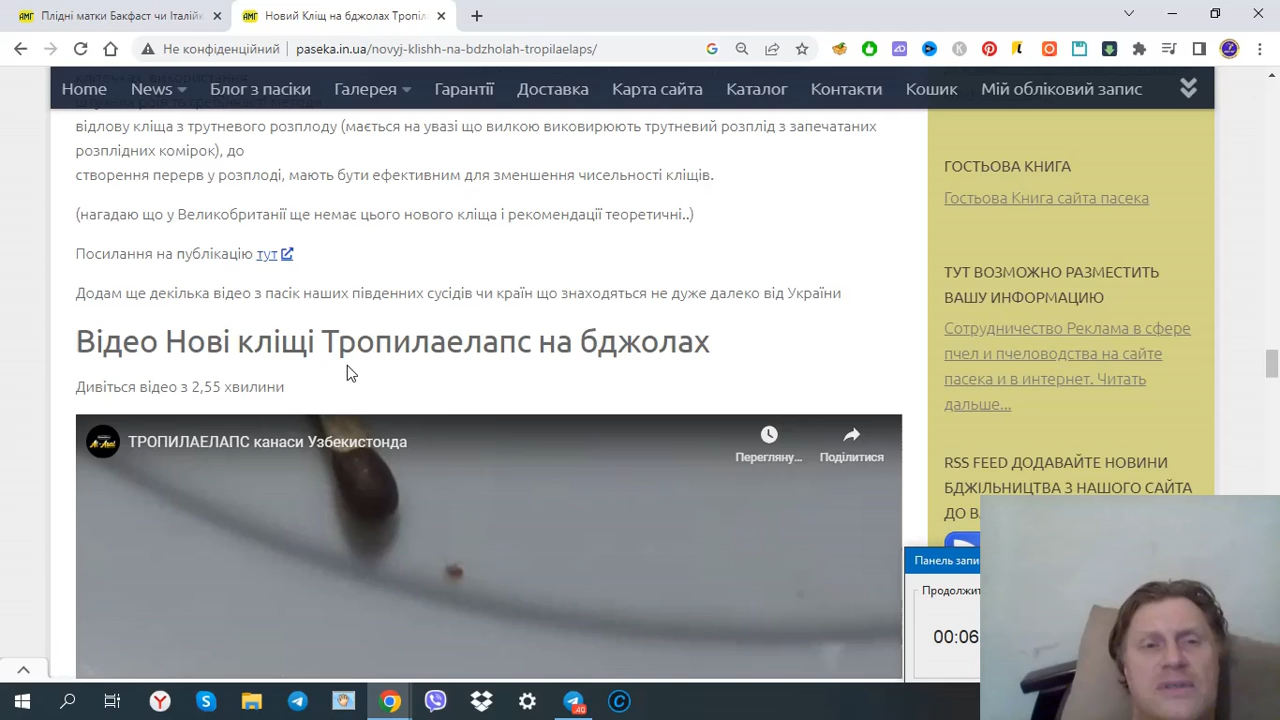 Плідні матки Бакфаст чи Італій
Новий Кліщ на бджолах Тропіл
Не конфіденційний
paseka.in.ua/novyj-klishh-na-bdzholah-tropilaelaps/
Home News Блог з пасіки Галерея Гарантії Доставка Карта сайта Каталог Контакти Кошик Мій обліковий запис
відлову кліща з трутневого розплоду (мається на увазі що вилкою виковирюють трутневий розплід з запечатаних
розплідних комірок), до
створення перерв у розплоді, мають бути ефективним для зменшення чисельності кліщів.
(нагадаю що у Великобританії ще немає цього нового кліща і рекомендації теоретичні..)
Посилання на публікацію тут
Додам ще декілька відео з пасік наших південних сусідів чи країн що знаходяться не дуже далеко від України
Відео Нові кліщі Тропилаелапс на бджолах
Дивіться відео з 2,55 хвилини
ТРОПИЛАЕЛАПС канаси Узбекистонда
Перегляну...
Поділитися
ГОСТЬОВА КНИГА
Гостьова Книга сайта пасека
ТУТ ВОЗМОЖНО РАЗМЕСТИТЬ
ВАШУ ИНФОРМАЦИЮ
Сотрудничество Реклама в сфере
пчел и пчеловодства на сайте
пасека и в интернет. Читать
дальше...
RSS FEED ДОДАВАЙТЕ НОВИНИ
БДЖІЛЬНИЦТВА З НАШОГО САЙТА
ДО В
Панель запи
Продолжит
00:06
40